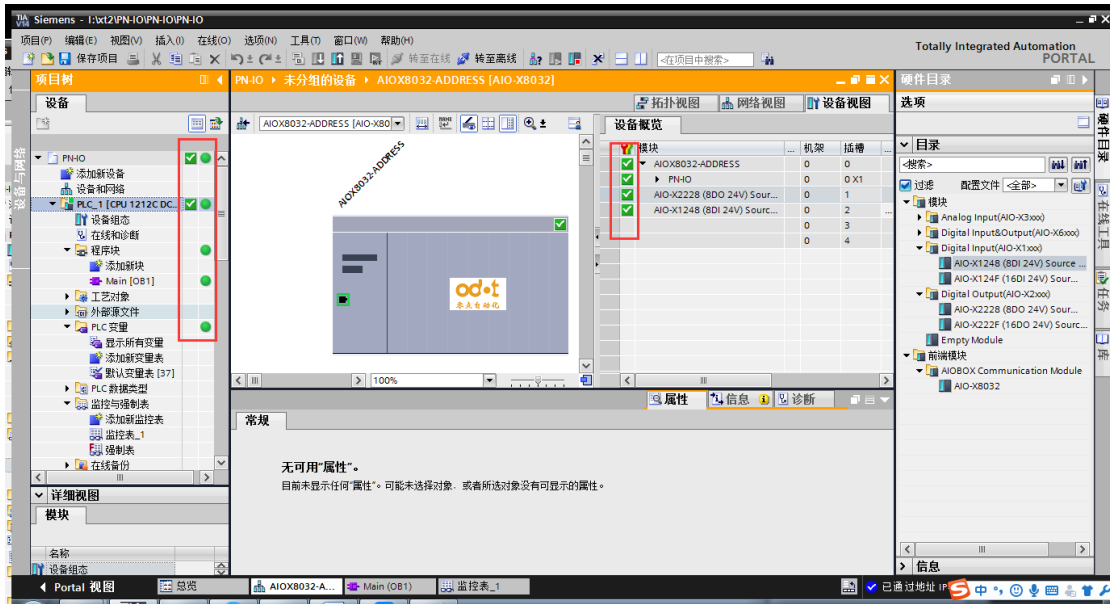 Siemens - I:\xt2\PN-IO\PN-IO\PN-IO
项目(P) 编辑(E) 视图(V) 插入(I) 在线(O) 选项(N) 工具(T) 窗口(W) 帮助(H)
保存项目 转至在线 转至离线 <在项目中搜索>
Totally Integrated Automation
PORTAL
项目树
设备
PN-IO
添加新设备
设备和网络
PLC_1 [CPU 1212C DC...
设备组态
在线和诊断
程序块
添加新块
Main [OB1]
工艺对象
外部源文件
PLC 变量
显示所有变量
添加新变量表
默认变量表 [37]
PLC 数据类型
监控与强制表
添加新监控表
监控表_1
强制表
在线备份
详细视图
模块
名称
设备组态
设备与网络
PN-IO ▸ 未分组的设备 ▸ AIOX8032-ADDRESS [AIO-X8032]
拓扑视图 网络视图 设备视图
AIOX8032-ADDRESS [AIO-X80
AIOX8032-ADDRESS
odot
零点自动化
100%
设备概览
模块 ... 机架 插槽 ...
AIOX8032-ADDRESS 0 0
PN-IO 0 0 X1
AIO-X2228 (8DO 24V) Sour... 0 1
AIO-X1248 (8DI 24V) Sourc... 0 2 ...
0 3
0 4
属性 信息 诊断
常规
无可用“属性”。
目前未显示任何“属性”。可能未选择对象，或者所选对象没有可显示的属性。
硬件目录
选项
目录
<搜索>
过滤 配置文件 <全部>
模块
Analog Input(AIO-X3xxx)
Digital Input&Output(AIO-X6xxx)
Digital Input(AIO-X1xxx)
AIO-X1248 (8DI 24V) Source ...
AIO-X124F (16DI 24V) Sour...
Digital Output(AIO-X2xxx)
AIO-X2228 (8DO 24V) Sour...
AIO-X222F (16DO 24V) Sourc...
Empty Module
前端模块
AIOBOX Communication Module
AIO-X8032
信息
硬件目录
在线工具
任务
库
Portal 视图 总览 AIOX8032-A... Main (OB1) 监控表_1 已通过地址 IP
中